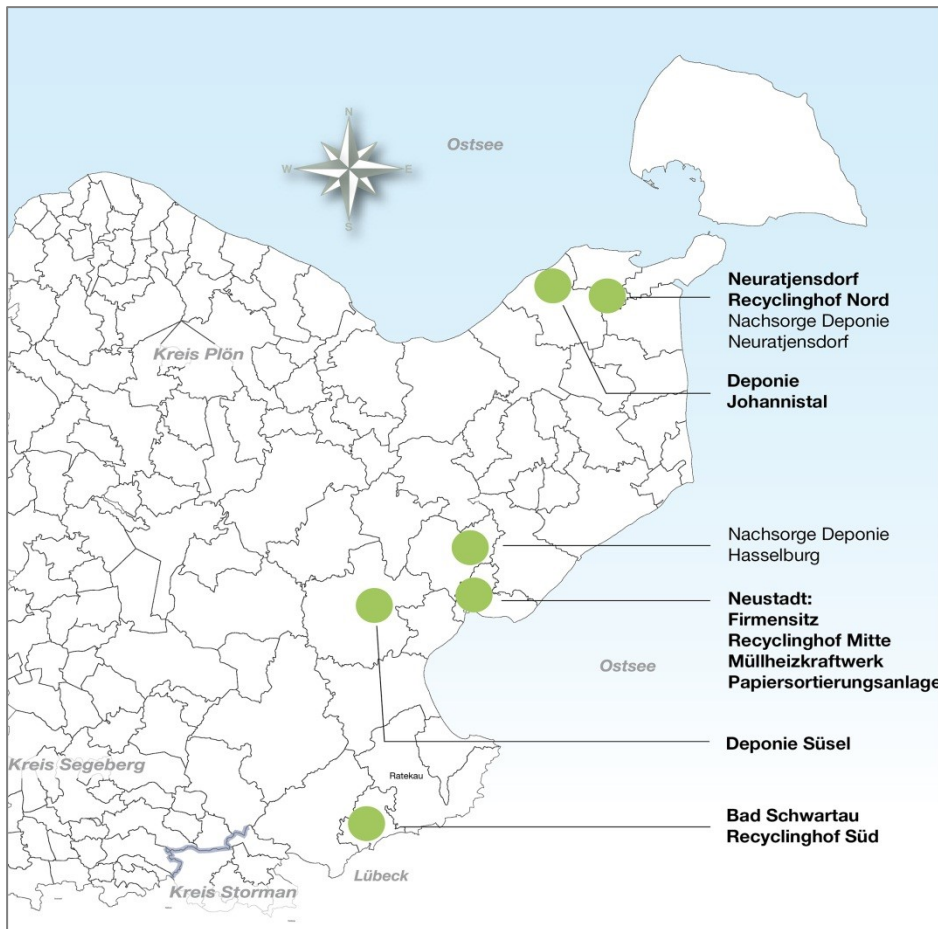 N
W
E
S
Ostsee
Kreis Plön
Neuratjensdorf
Recyclinghof Nord
Nachsorge Deponie
Neuratjensdorf
Deponie
Johannistal
Nachsorge Deponie
Hasselburg
Neustadt:
Firmensitz
Recyclinghof Mitte
Müllheizkraftwerk
Papiersortierungsanlage
Ostsee
Deponie Süsel
Kreis Segeberg
Ratekau
Bad Schwartau
Recyclinghof Süd
Lübeck
Kreis Storman